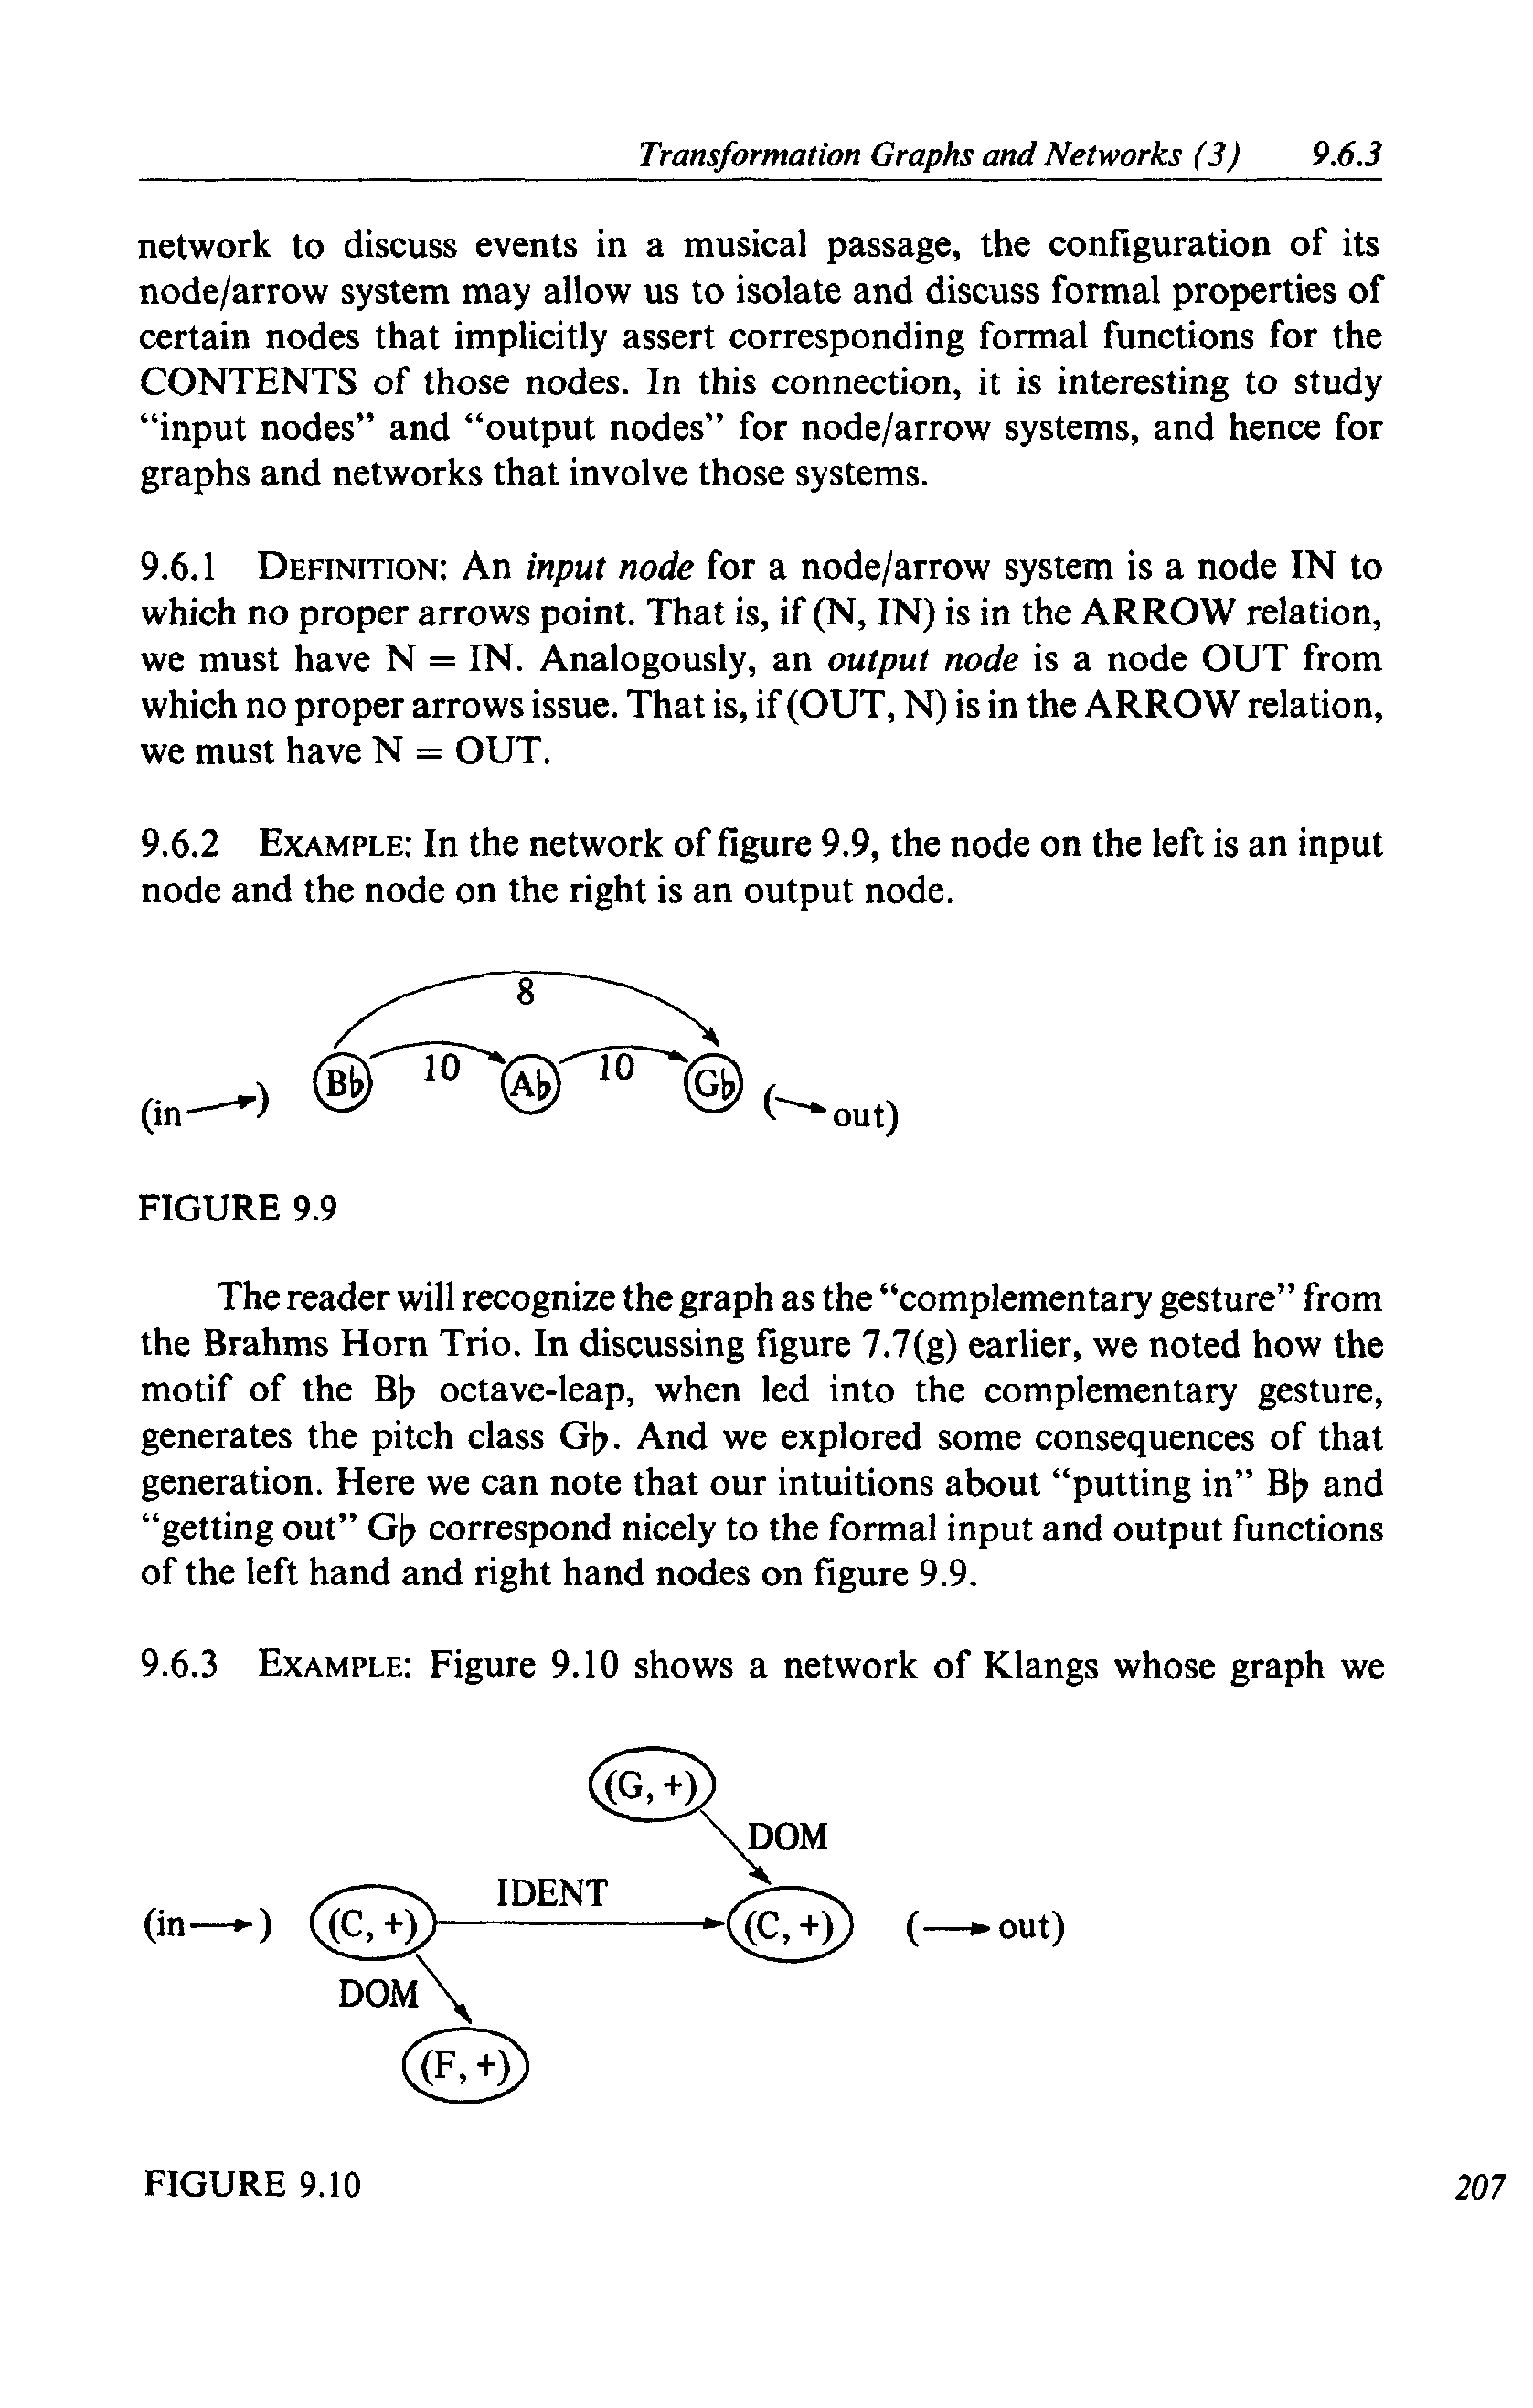 Transformation Graphs and Networks (3) 9.6.3
network to discuss events in a musical passage, the configuration of its
node/arrow system may allow us to isolate and discuss formal properties of
certain nodes that implicitly assert corresponding formal functions for the
CONTENTS of those nodes. In this connection, it is interesting to study
“input nodes” and “output nodes” for node/arrow systems, and hence for
graphs and networks that involve those systems.
9.6.1 DEFINITION: An input node for a node/arrow system is a node IN to
which no proper arrows point. That is, if (N, IN) is in the ARROW relation,
we must have N = IN. Analogously, an output node is a node OUT from
which no proper arrows issue. That is, if (OUT, N) is in the ARROW relation,
we must have N = OUT.
9.6.2 EXAMPLE: In the network of figure 9.9, the node on the left is an input
node and the node on the right is an output node.
8
B♭ 10 A♭ 10 G♭
(in→) (→out)
FIGURE 9.9
The reader will recognize the graph as the “complementary gesture” from
the Brahms Horn Trio. In discussing figure 7.7(g) earlier, we noted how the
motif of the B♭ octave-leap, when led into the complementary gesture,
generates the pitch class G♭. And we explored some consequences of that
generation. Here we can note that our intuitions about “putting in” B♭ and
“getting out” G♭ correspond nicely to the formal input and output functions
of the left hand and right hand nodes on figure 9.9.
9.6.3 EXAMPLE: Figure 9.10 shows a network of Klangs whose graph we
(G, +)
DOM
IDENT
(in→) (C, +) (C, +) (→out)
DOM
(F, +)
FIGURE 9.10 207